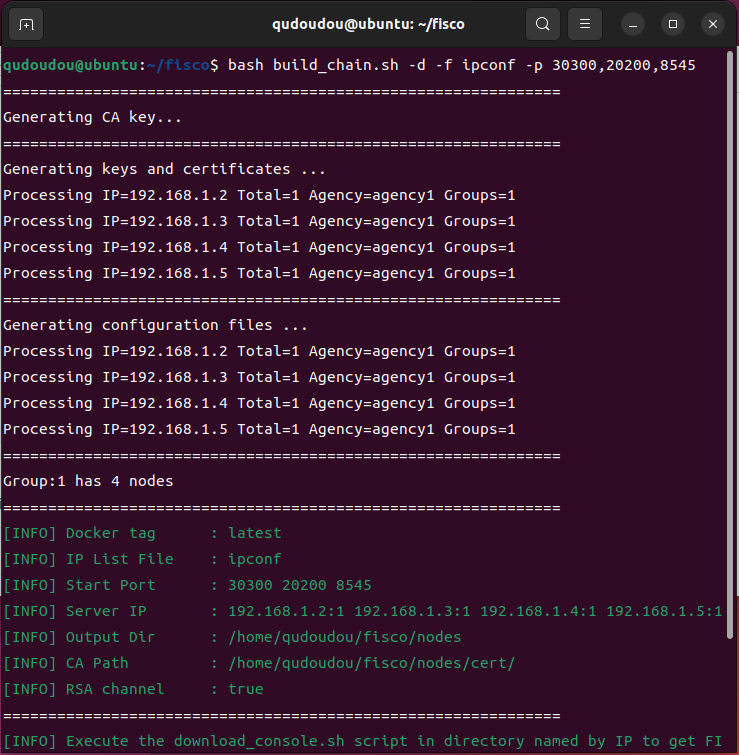 qudoudou@ubuntu: ~/fisco
qudoudou@ubuntu:~/fisco$ bash build_chain.sh -d -f ipconf -p 30300,20200,8545
==============================================================
Generating CA key...
==============================================================
Generating keys and certificates ...
Processing IP=192.168.1.2 Total=1 Agency=agency1 Groups=1
Processing IP=192.168.1.3 Total=1 Agency=agency1 Groups=1
Processing IP=192.168.1.4 Total=1 Agency=agency1 Groups=1
Processing IP=192.168.1.5 Total=1 Agency=agency1 Groups=1
==============================================================
Generating configuration files ...
Processing IP=192.168.1.2 Total=1 Agency=agency1 Groups=1
Processing IP=192.168.1.3 Total=1 Agency=agency1 Groups=1
Processing IP=192.168.1.4 Total=1 Agency=agency1 Groups=1
Processing IP=192.168.1.5 Total=1 Agency=agency1 Groups=1
==============================================================
Group:1 has 4 nodes
==============================================================
[INFO] Docker tag      : latest
[INFO] IP List File    : ipconf
[INFO] Start Port      : 30300 20200 8545
[INFO] Server IP       : 192.168.1.2:1 192.168.1.3:1 192.168.1.4:1 192.168.1.5:1
[INFO] Output Dir      : /home/qudoudou/fisco/nodes
[INFO] CA Path         : /home/qudoudou/fisco/nodes/cert/
[INFO] RSA channel     : true
==============================================================
[INFO] Execute the download_console.sh script in directory named by IP to get FI